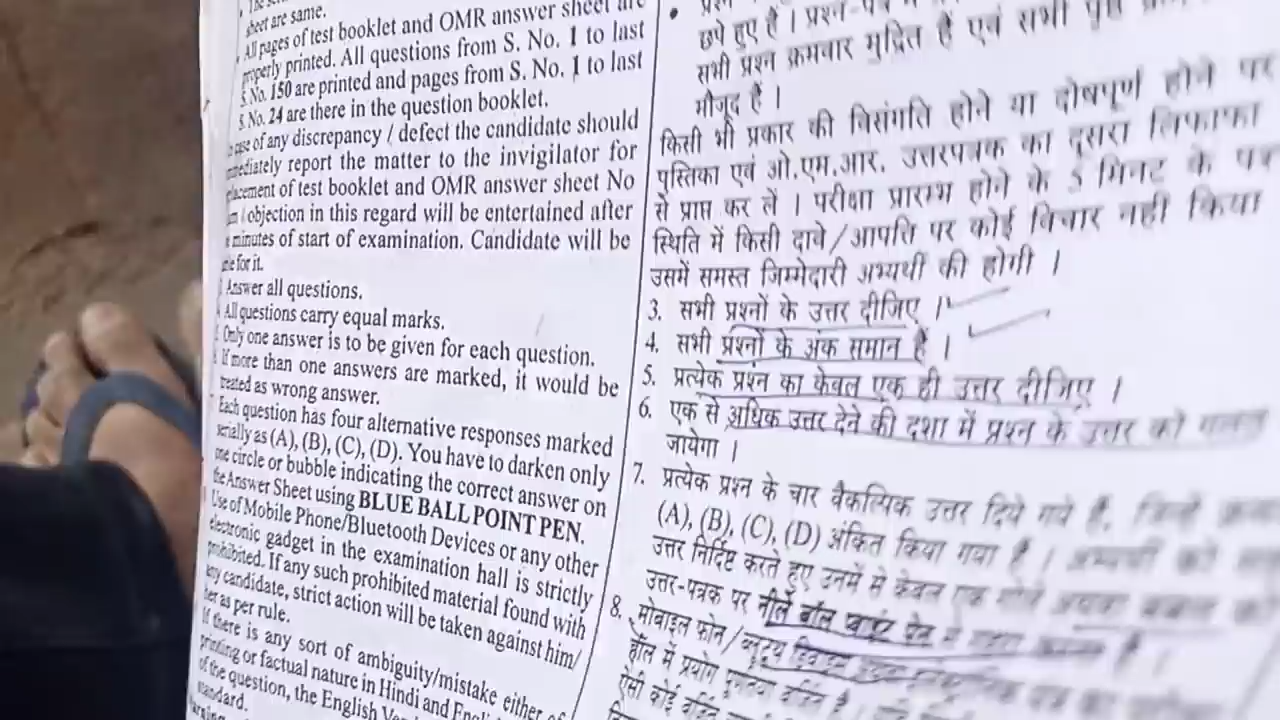 sheet are same.
All pages of test booklet and OMR answer sheet are
properly printed. All questions from S. No. 1 to last
S. No. 150 are printed and pages from S. No. 1 to last
S. No. 24 are there in the question booklet.
case of any discrepancy / defect the candidate should
mediately report the matter to the invigilator for
lacement of test booklet and OMR answer sheet No
objection in this regard will be entertained after
minutes of start of examination. Candidate will be
for it.
Answer all questions.
All questions carry equal marks.
Only one answer is to be given for each question.
If more than one answers are marked, it would be
treated as wrong answer.
Each question has four alternative responses marked
serially as (A), (B), (C), (D). You have to darken only
one circle or bubble indicating the correct answer on
the Answer Sheet using BLUE BALL POINT PEN.
Use of Mobile Phone/Bluetooth Devices or any other
electronic gadget in the examination hall is strictly
prohibited. If any such prohibited material found with
any candidate, strict action will be taken against him/
her as per rule.
If there is any sort of ambiguity/mistake either of
printing or factual nature in Hindi and
of the question, the English
standard.
छपे हुए हैं । प्रश्न-
सभी प्रश्न क्रमवार मुद्रित हैं एवं सभी पृष्ठ
मौजूद हैं ।
किसी भी प्रकार की विसंगति होने या दोषपूर्ण होने पर
पुस्तिका एवं ओ.एम.आर. उत्तरपत्रक का दूसरा लिफाफा
से प्राप्त कर लें । परीक्षा प्रारम्भ होने के 5 मिनट के
स्थिति में किसी दावे/आपत्ति पर कोई विचार नहीं किया
उसमें समस्त जिम्मेदारी अभ्यर्थी की होगी ।
3. सभी प्रश्नों के उत्तर दीजिए ।
4. सभी प्रश्नों के अंक समान हैं ।
5. प्रत्येक प्रश्न का केवल एक ही उत्तर दीजिए ।
6. एक से अधिक उत्तर देने की दशा में प्रश्न के उत्तर को गलत
जायेगा ।
7. प्रत्येक प्रश्न के चार वैकल्पिक उत्तर दिये गये हैं,
(A), (B), (C), (D) अंकित किया गया है ।
उत्तर निर्दिष्ट करते हुए उनमें से केवल एक
उत्तर-पत्रक पर नीले बॉल प्वाइंट पेन से
8. मोबाइल फोन / ब्लूटूथ
हॉल में प्रयोग पूर्णतया वर्जित है ।
ऐसी कोई वर्जित